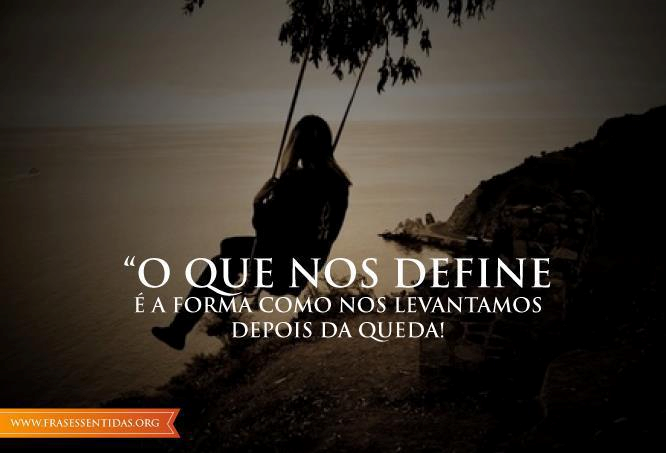 “O QUE NOS DEFINE
É A FORMA COMO NOS LEVANTAMOS
DEPOIS DA QUEDA!
WWW.FRASESSENTIDAS.ORG